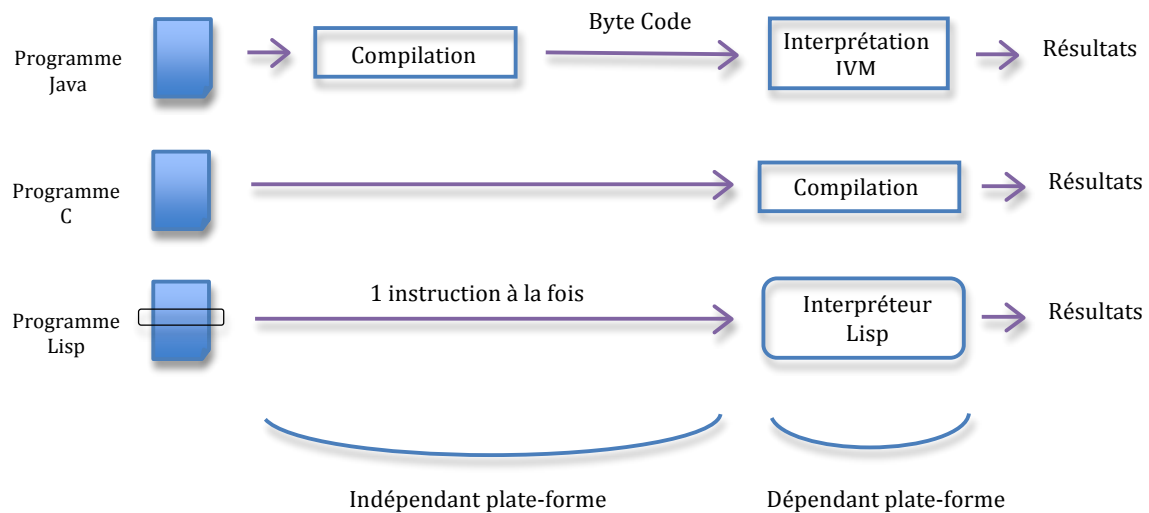 Programme
Java
Compilation
Byte Code
Interprétation
JVM
Résultats
Programme
C
Compilation
Résultats
Programme
Lisp
1 instruction à la fois
Interpréteur
Lisp
Résultats
Indépendant plate-forme
Dépendant plate-forme